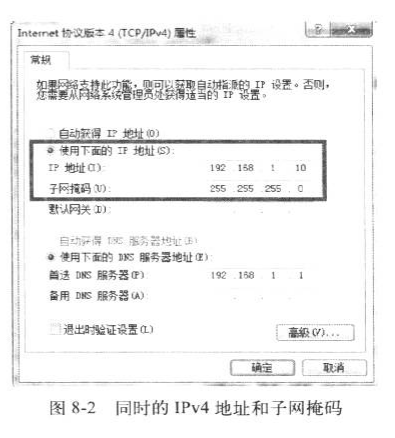 Internet 协议版本 4 (TCP/IPv4) 属性
常规
如果网络支持此功能,则可以获取自动指派的 IP 设置。否则,
您需要从网络系统管理员处获得适当的 IP 设置。
自动获得 IP 地址(O)
使用下面的 IP 地址(S):
IP 地址(I): 192 .168 . 1 . 10
子网掩码(U): 255 .255 .255 . 0
默认网关(D): . . .
自动获得 DNS 服务器地址(B)
使用下面的 DNS 服务器地址(E):
首选 DNS 服务器(P): 192 .168 . 1 . 1
备用 DNS 服务器(A): . . .
退出时验证设置(L)
高级(V)...
确定 取消
图 8-2 同时的 IPv4 地址和子网掩码